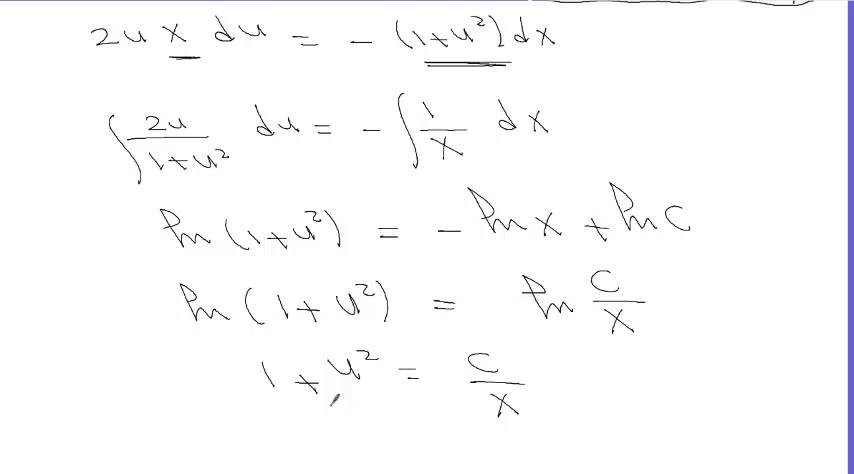 2u x du = - (1+u²) dx
∫ 2u/(1+u²) du = - ∫ 1/x dx
ln (1+u²) = - ln x + ln C
ln (1+u²) = ln C/x
1+u² = C/x